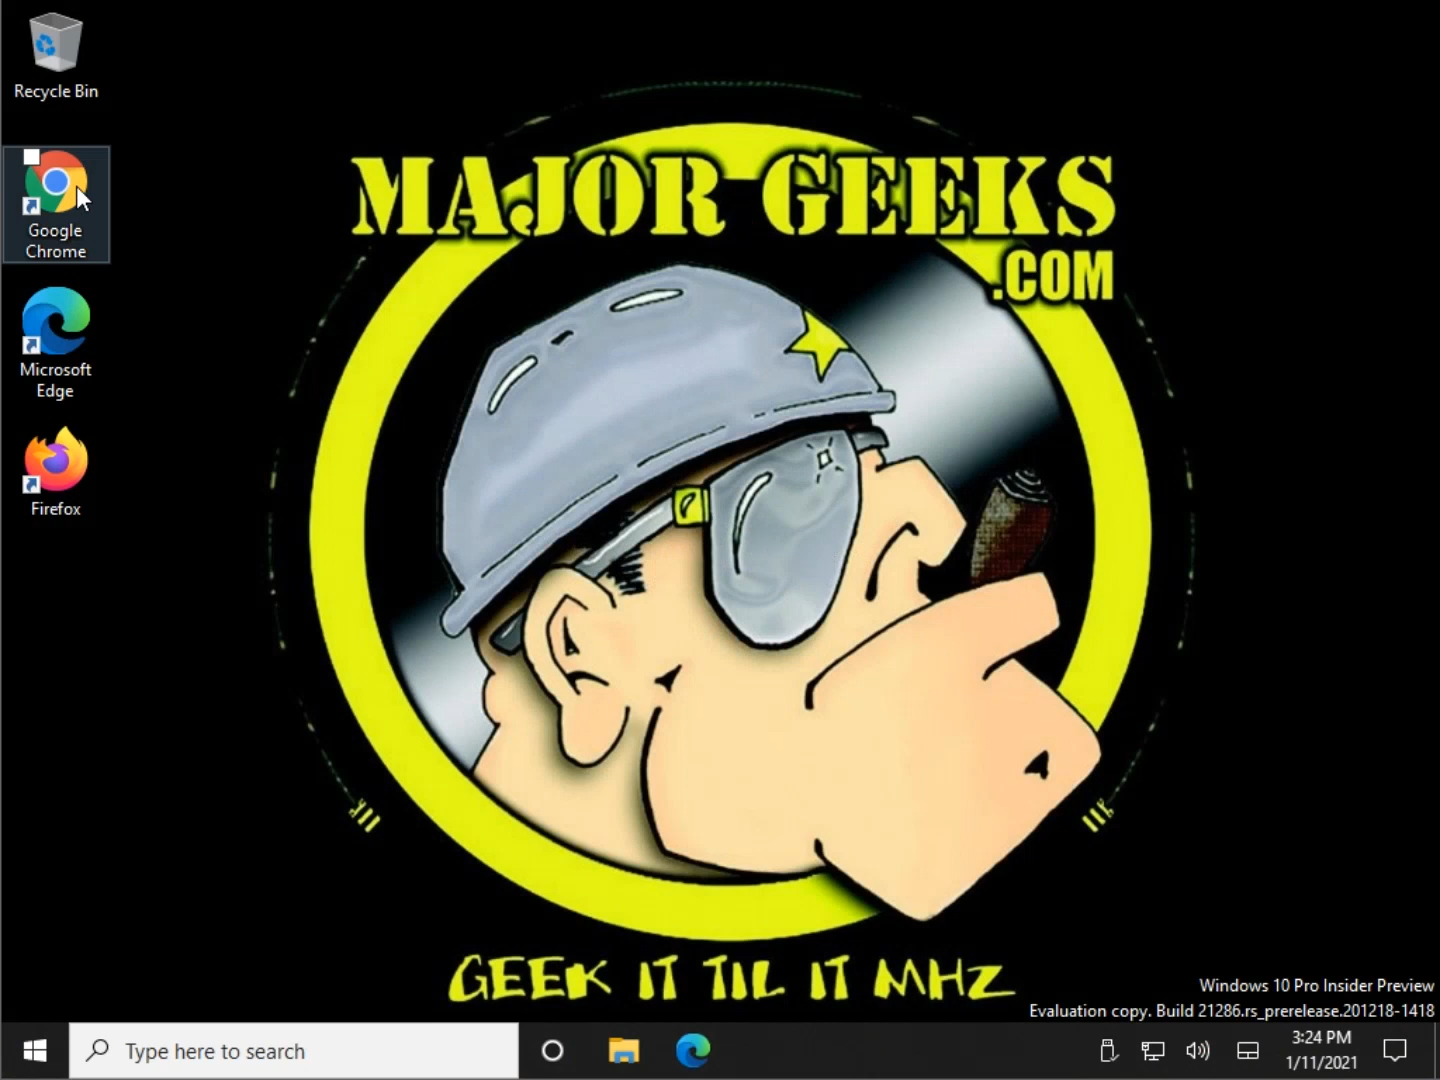 Recycle Bin
Google
Chrome
Microsoft
Edge
Firefox
MAJOR GEEKS
.COM
GEEK IT TIL IT MHZ
Windows 10 Pro Insider Preview
Evaluation copy. Build 21286.rs_prerelease.201218-1418
Type here to search
3:24 PM
1/11/2021